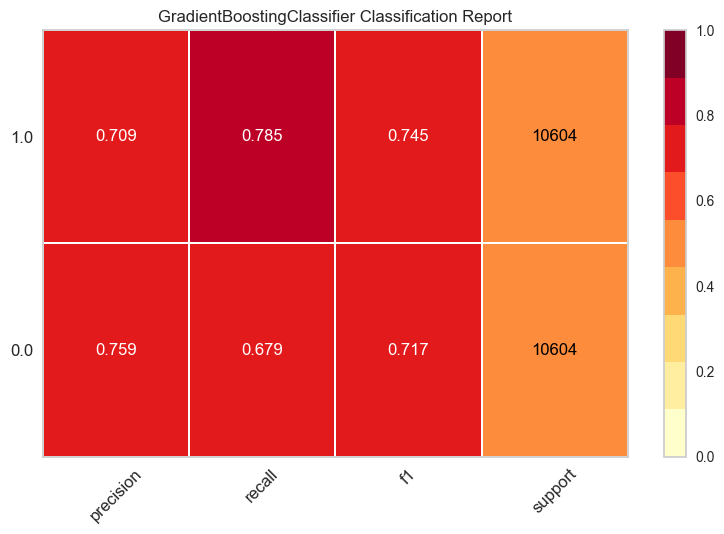 GradientBoostingClassifier Classification Report
1.0
0.709 0.785 0.745 10604
0.0
0.759 0.679 0.717 10604
precision recall f1 support
1.0
0.8
0.6
0.4
0.2
0.0